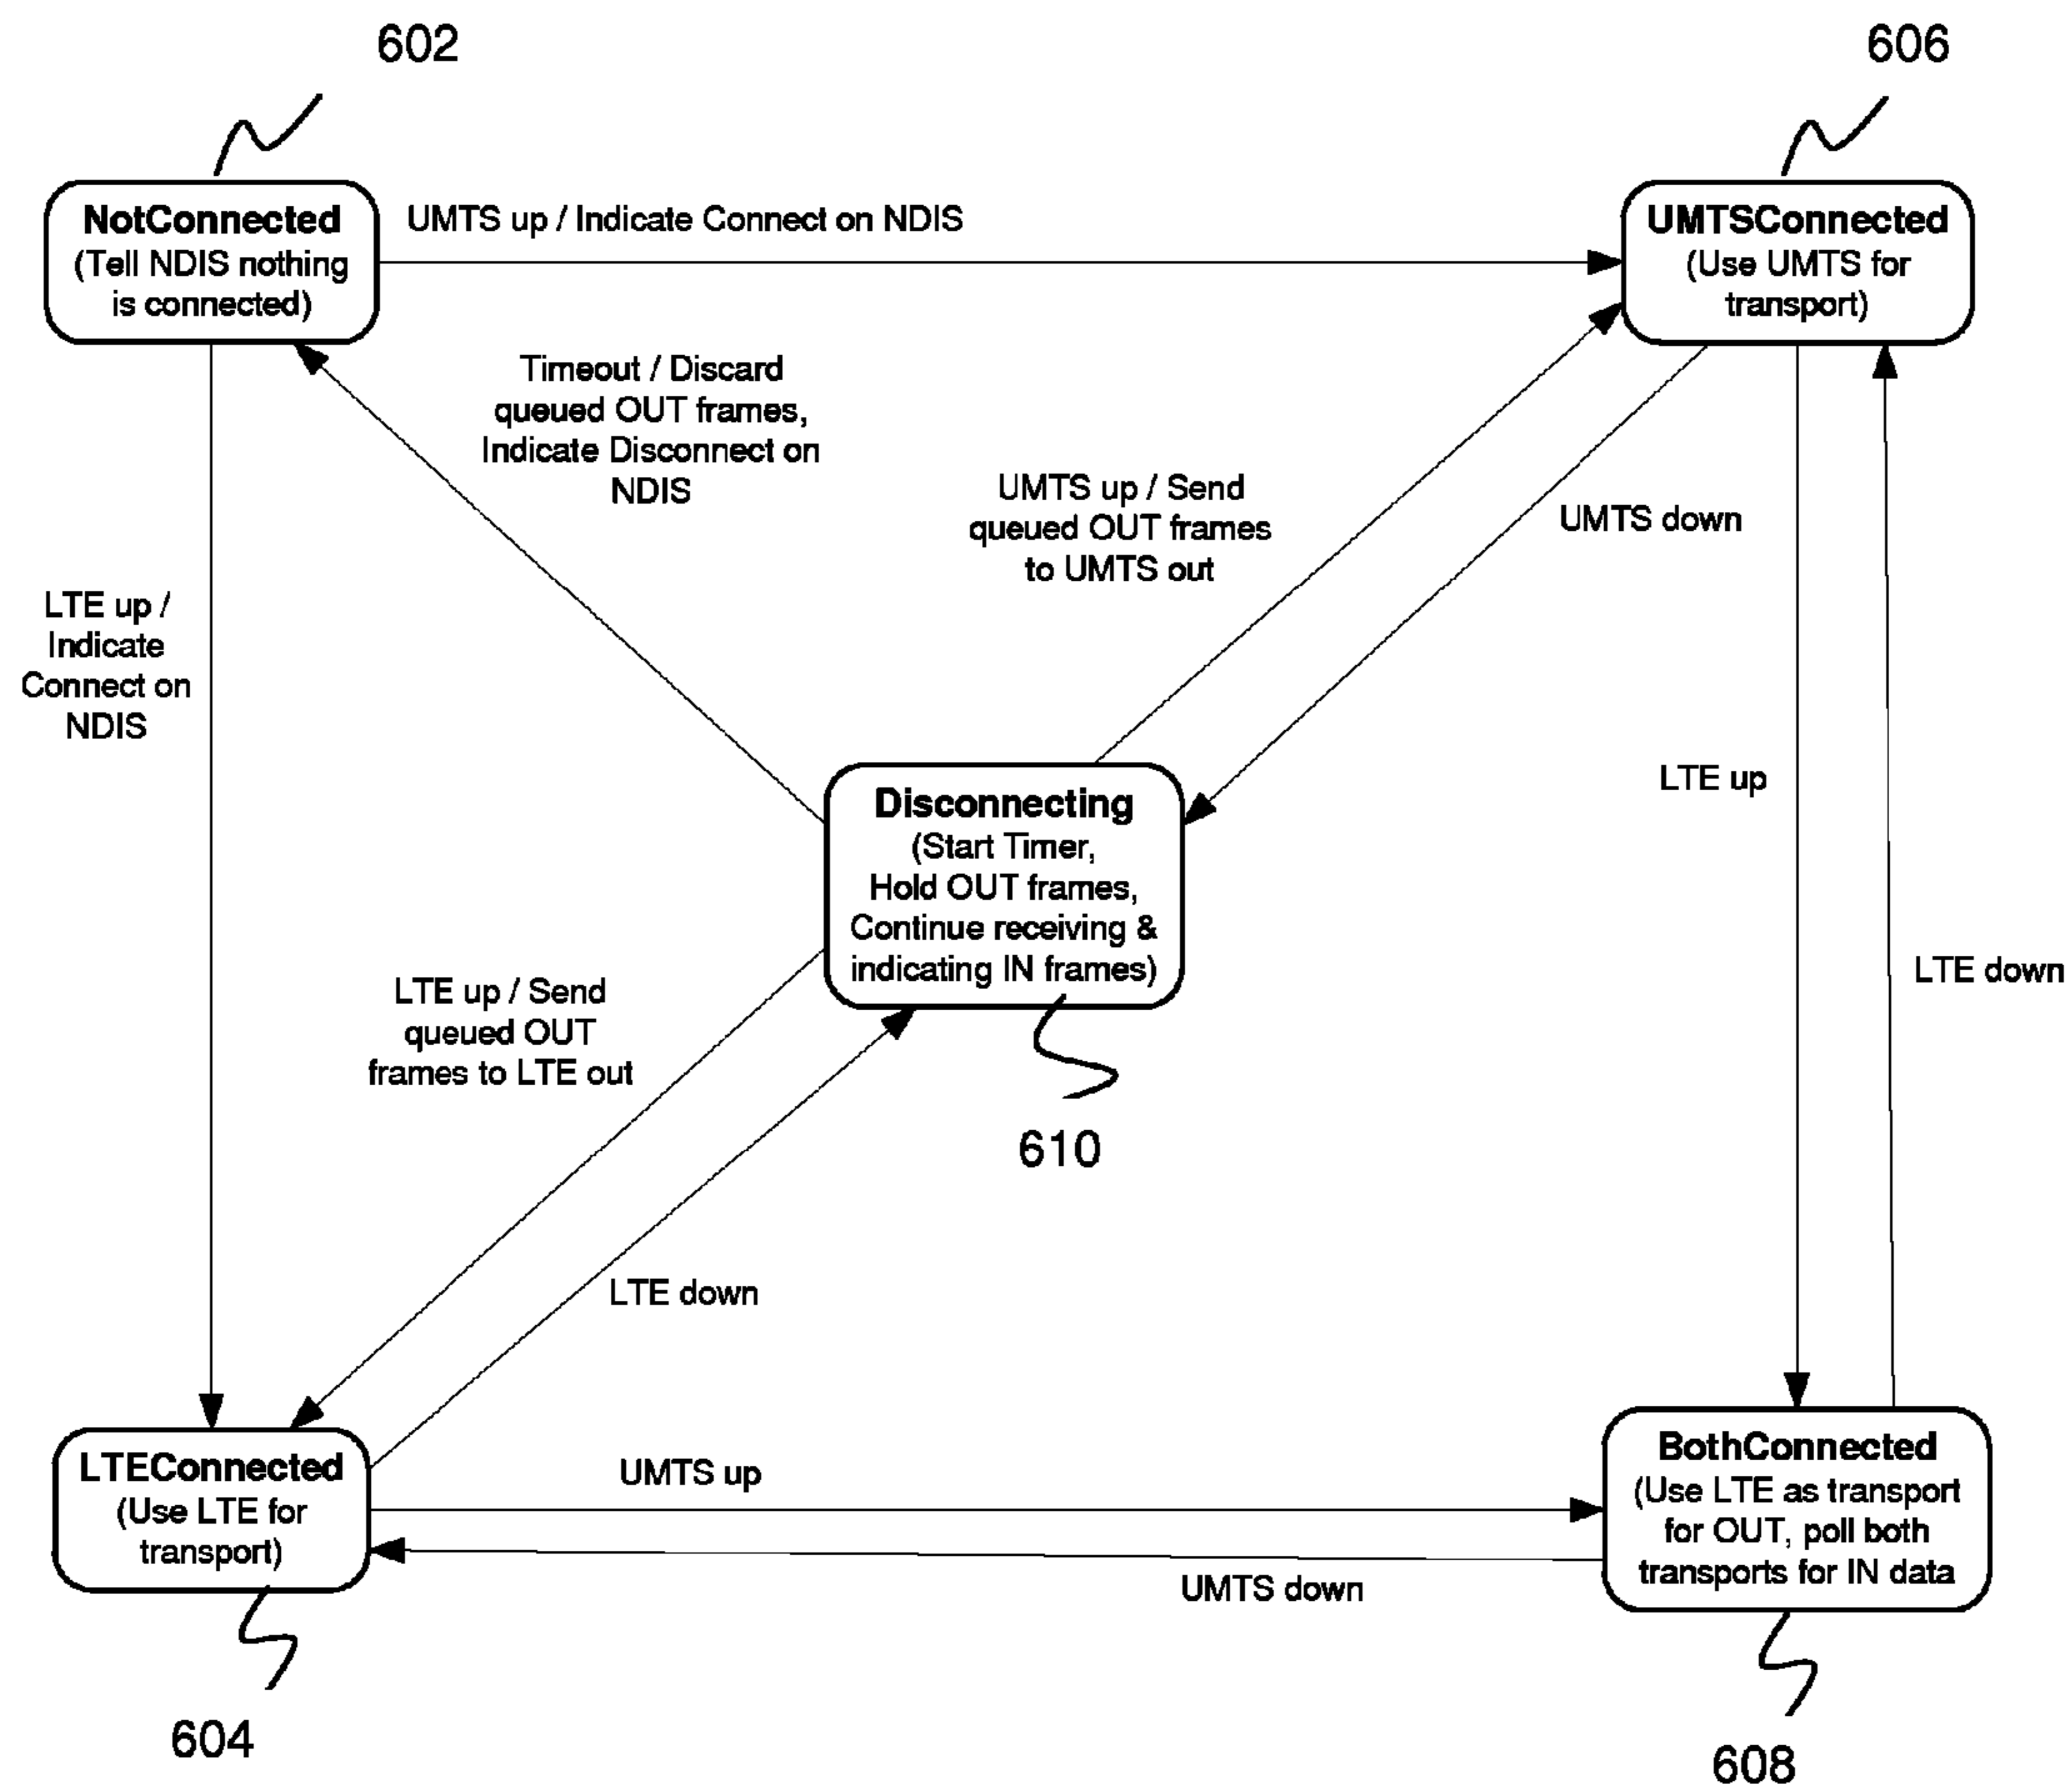 602
606
NotConnected
(Tell NDIS nothing
is connected)
UMTS up / Indicate Connect on NDIS
UMTSConnected
(Use UMTS for
transport)
Timeout / Discard
queued OUT frames,
Indicate Disconnect on
NDIS
UMTS up / Send
queued OUT frames
to UMTS out
UMTS down
LTE up /
Indicate
Connect on
NDIS
LTE up
Disconnecting
(Start Timer,
Hold OUT frames,
Continue receiving &
indicating IN frames)
LTE down
LTE up / Send
queued OUT
frames to LTE out
610
LTE down
LTEConnected
(Use LTE for
transport)
UMTS up
UMTS down
BothConnected
(Use LTE as transport
for OUT, poll both
transports for IN data
604
608